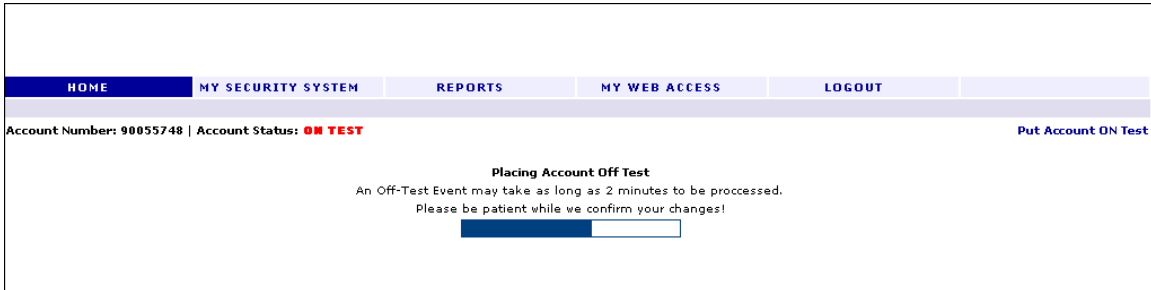 HOME MY SECURITY SYSTEM REPORTS MY WEB ACCESS LOGOUT
Account Number: 90055748 | Account Status: ON TEST Put Account ON Test
Placing Account Off Test
An Off-Test Event may take as long as 2 minutes to be proccessed.
Please be patient while we confirm your changes!